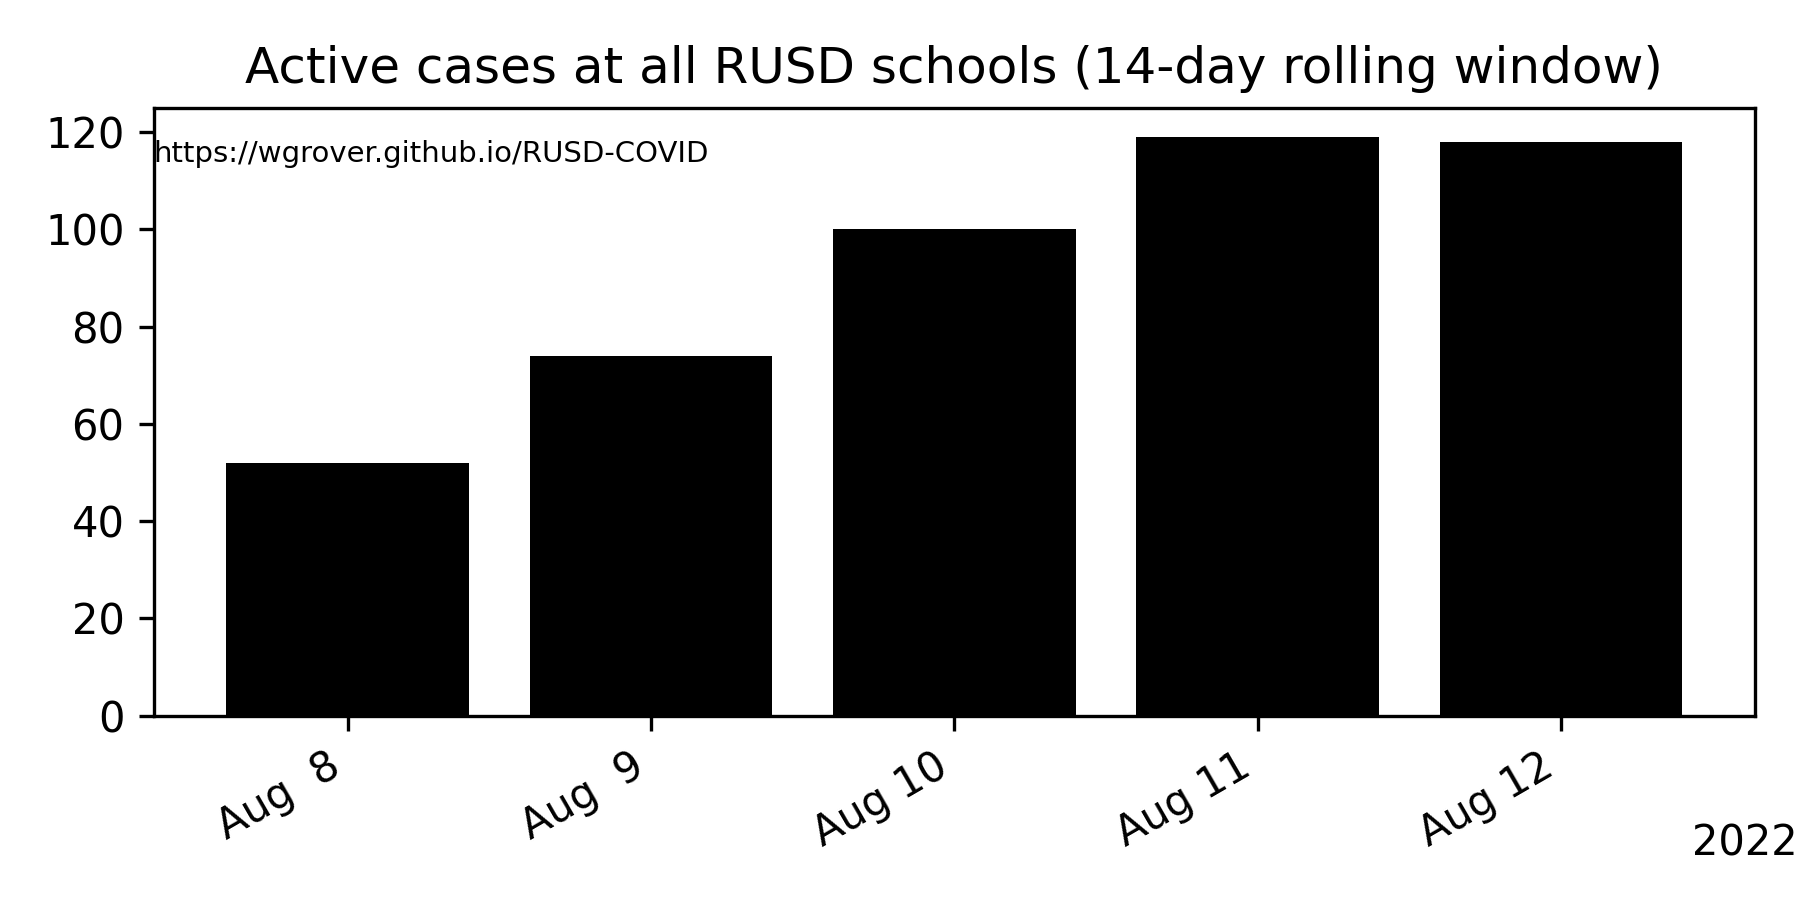 Active cases at all RUSD schools (14-day rolling window)
https://wgrover.github.io/RUSD-COVID
120
100
80
60
40
20
0
Aug 8
Aug 9
Aug 10
Aug 11
Aug 12
2022